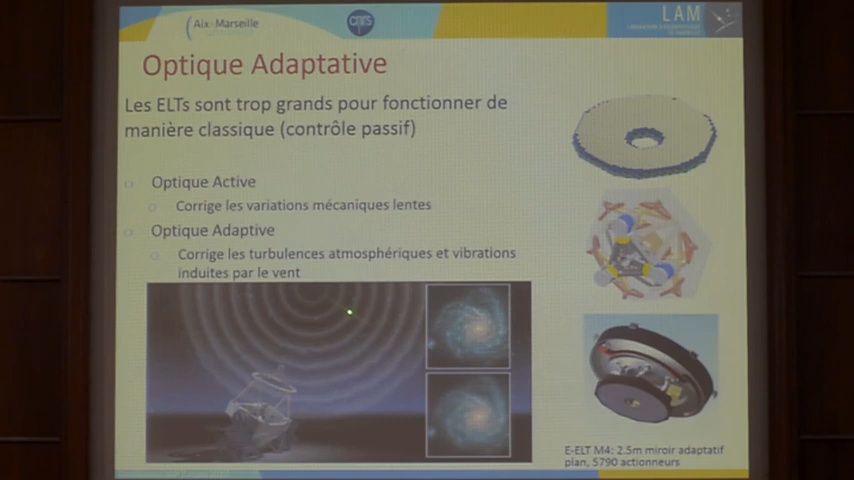 Aix Marseille
cnrs
LAM
Optique Adaptative
Les ELTs sont trop grands pour fonctionner de
manière classique (contrôle passif)
Optique Active
Corrige les variations mécaniques lentes
Optique Adaptive
Corrige les turbulences atmosphériques et vibrations
induites par le vent
E-ELT M4: 2.5m miroir adaptatif
plan, 5790 actionneurs